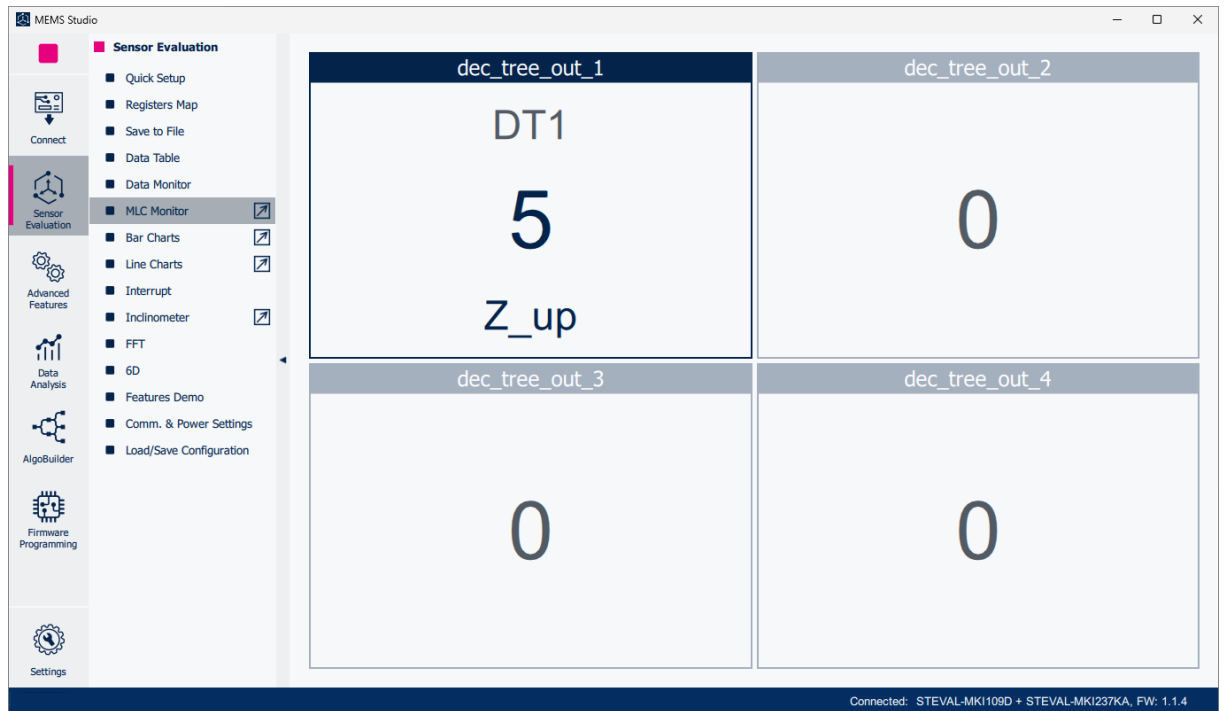 MEMS Studio
Connect
Sensor
Evaluation
Advanced
Features
Data
Analysis
AlgoBuilder
Firmware
Programming
Settings
Sensor Evaluation
Quick Setup
Registers Map
Save to File
Data Table
Data Monitor
MLC Monitor
Bar Charts
Line Charts
Interrupt
Inclinometer
FFT
6D
Features Demo
Comm. & Power Settings
Load/Save Configuration
dec_tree_out_1
DT1
5
Z_up
dec_tree_out_2
0
dec_tree_out_3
0
dec_tree_out_4
0
Connected: STEVAL-MKI109D + STEVAL-MKI237KA, FW: 1.1.4